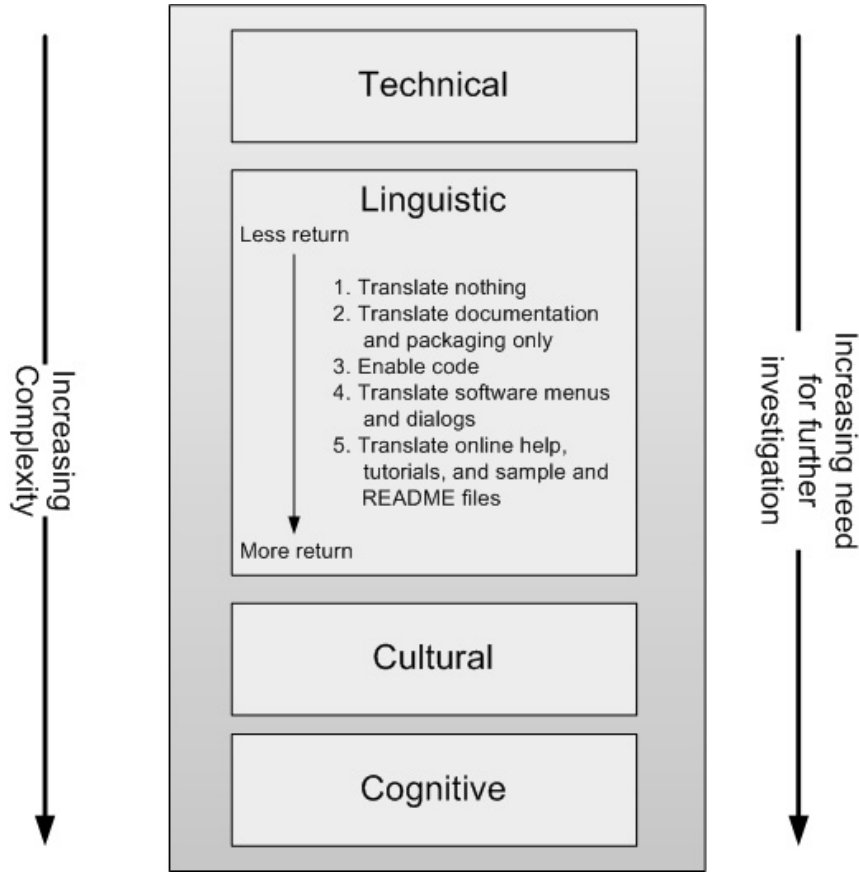 Technical
Linguistic
Less return
1. Translate nothing
2. Translate documentation
and packaging only
3. Enable code
4. Translate software menus
and dialogs
5. Translate online help,
tutorials, and sample and
README files
More return
Cultural
Cognitive
Increasing
Complexity
Increasing need
for further
investigation